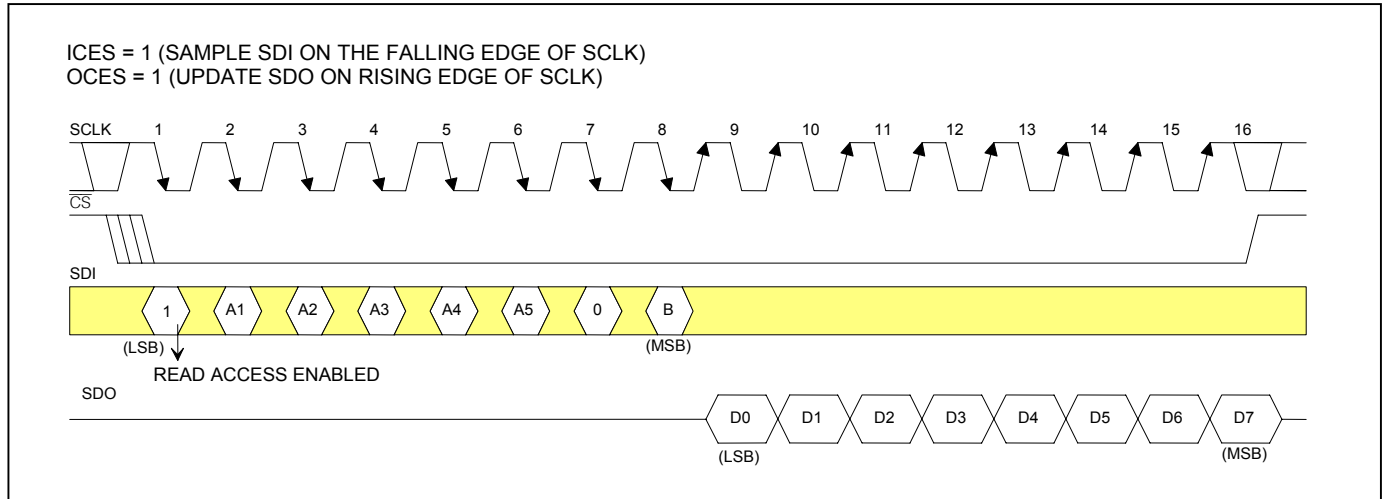 ICES = 1 (SAMPLE SDI ON THE FALLING EDGE OF SCLK)
OCES = 1 (UPDATE SDO ON RISING EDGE OF SCLK)
SCLK 1 2 3 4 5 6 7 8 9 10 11 12 13 14 15 16
CS
SDI
1 A1 A2 A3 A4 A5 0 B
(LSB) (MSB)
READ ACCESS ENABLED
SDO
D0 D1 D2 D3 D4 D5 D6 D7
(LSB) (MSB)